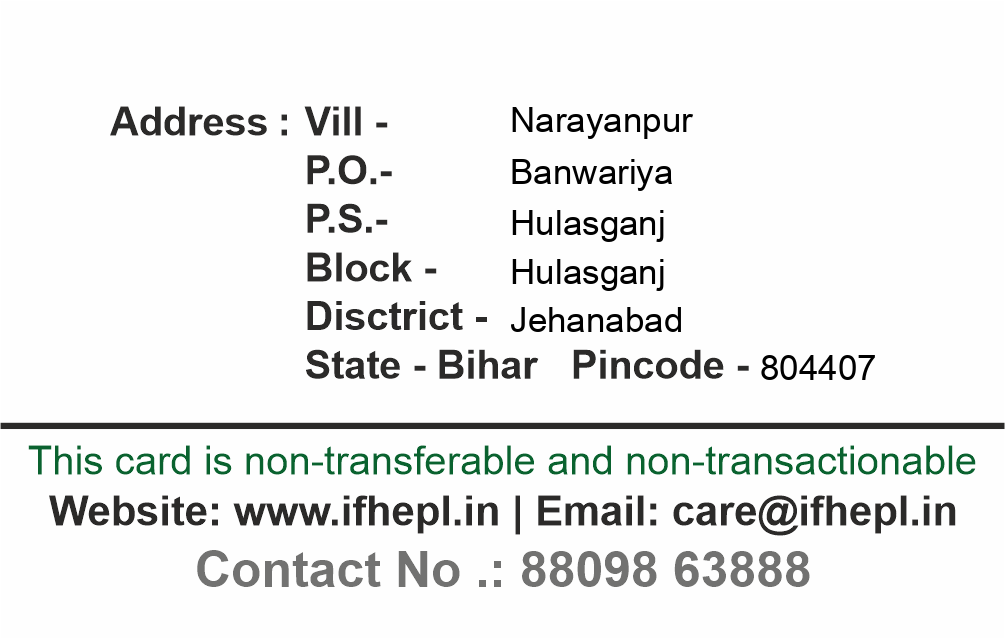 Address : Vill - Narayanpur
P.O.- Banwariya
P.S.- Hulasganj
Block - Hulasganj
Disctrict - Jehanabad
State - Bihar Pincode - 804407
This card is non-transferable and non-transactionable
Website: www.ifhepl.in | Email: care@ifhepl.in
Contact No .: 88098 63888